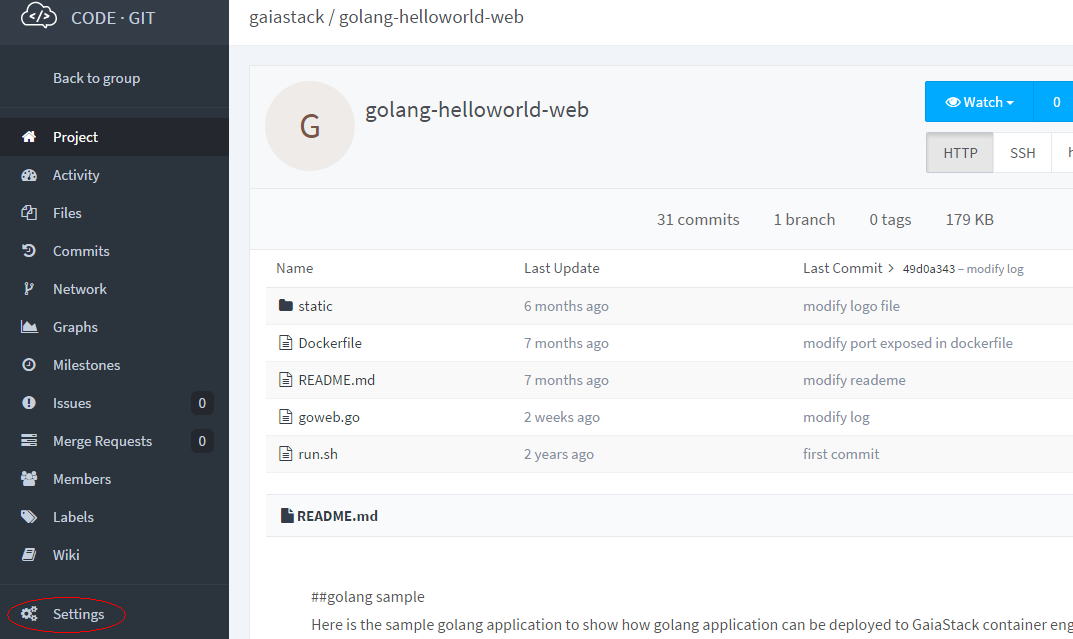 CODE · GIT
gaiastack / golang-helloworld-web
Back to group
Project
Activity
Files
Commits
Network
Graphs
Milestones
Issues 0
Merge Requests 0
Members
Labels
Wiki
Settings
G
golang-helloworld-web
Watch 0
HTTP SSH
31 commits 1 branch 0 tags 179 KB
Name Last Update Last Commit > 49d0a343 – modify log
static 6 months ago modify logo file
Dockerfile 7 months ago modify port exposed in dockerfile
README.md 7 months ago modify reademe
goweb.go 2 weeks ago modify log
run.sh 2 years ago first commit
README.md
##golang sample
Here is the sample golang application to show how golang application can be deployed to GaiaStack container eng